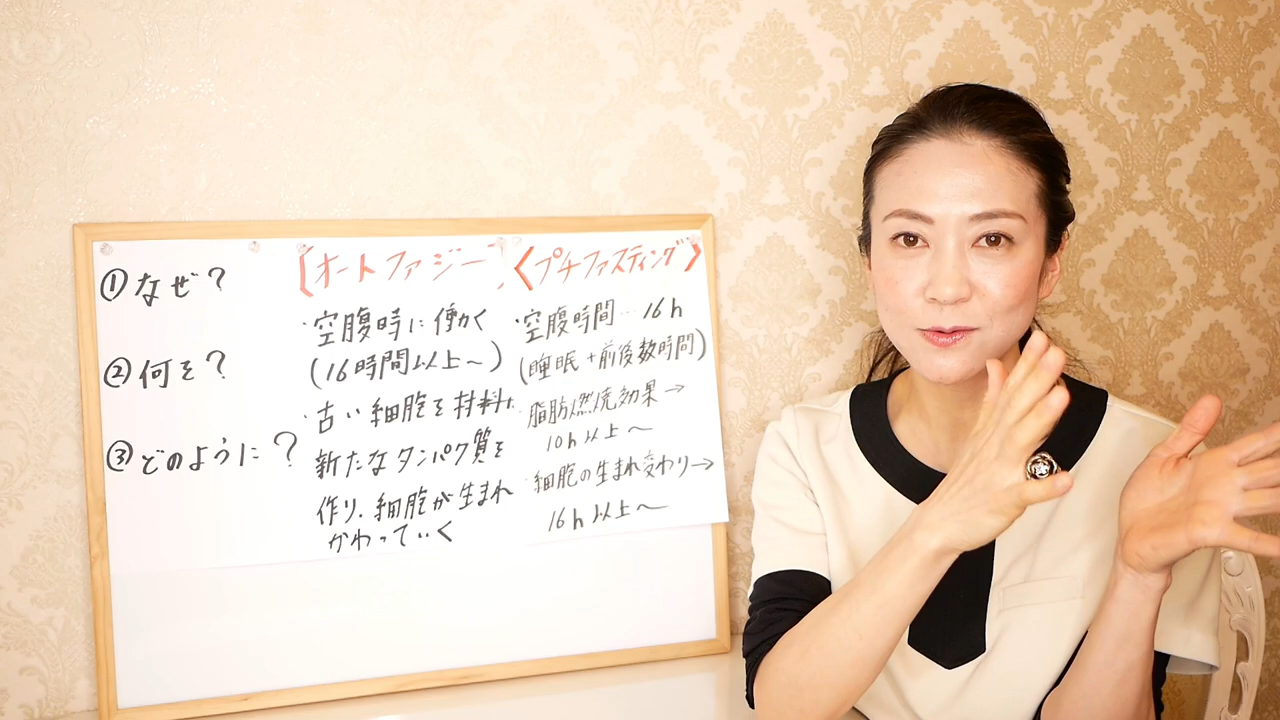 ①なぜ?
②何を?
③どのように?
[オートファジー]
・空腹時に働く
(16時間以上〜)
・古い細胞を材料に
新たなタンパク質を
作り、細胞が生まれ
かわっていく
〈プチファスティング〉
・空腹時間…16h
(睡眠+前後数時間)
脂肪燃焼効果→
10h以上〜
・細胞の生まれ変わり→
16h以上〜